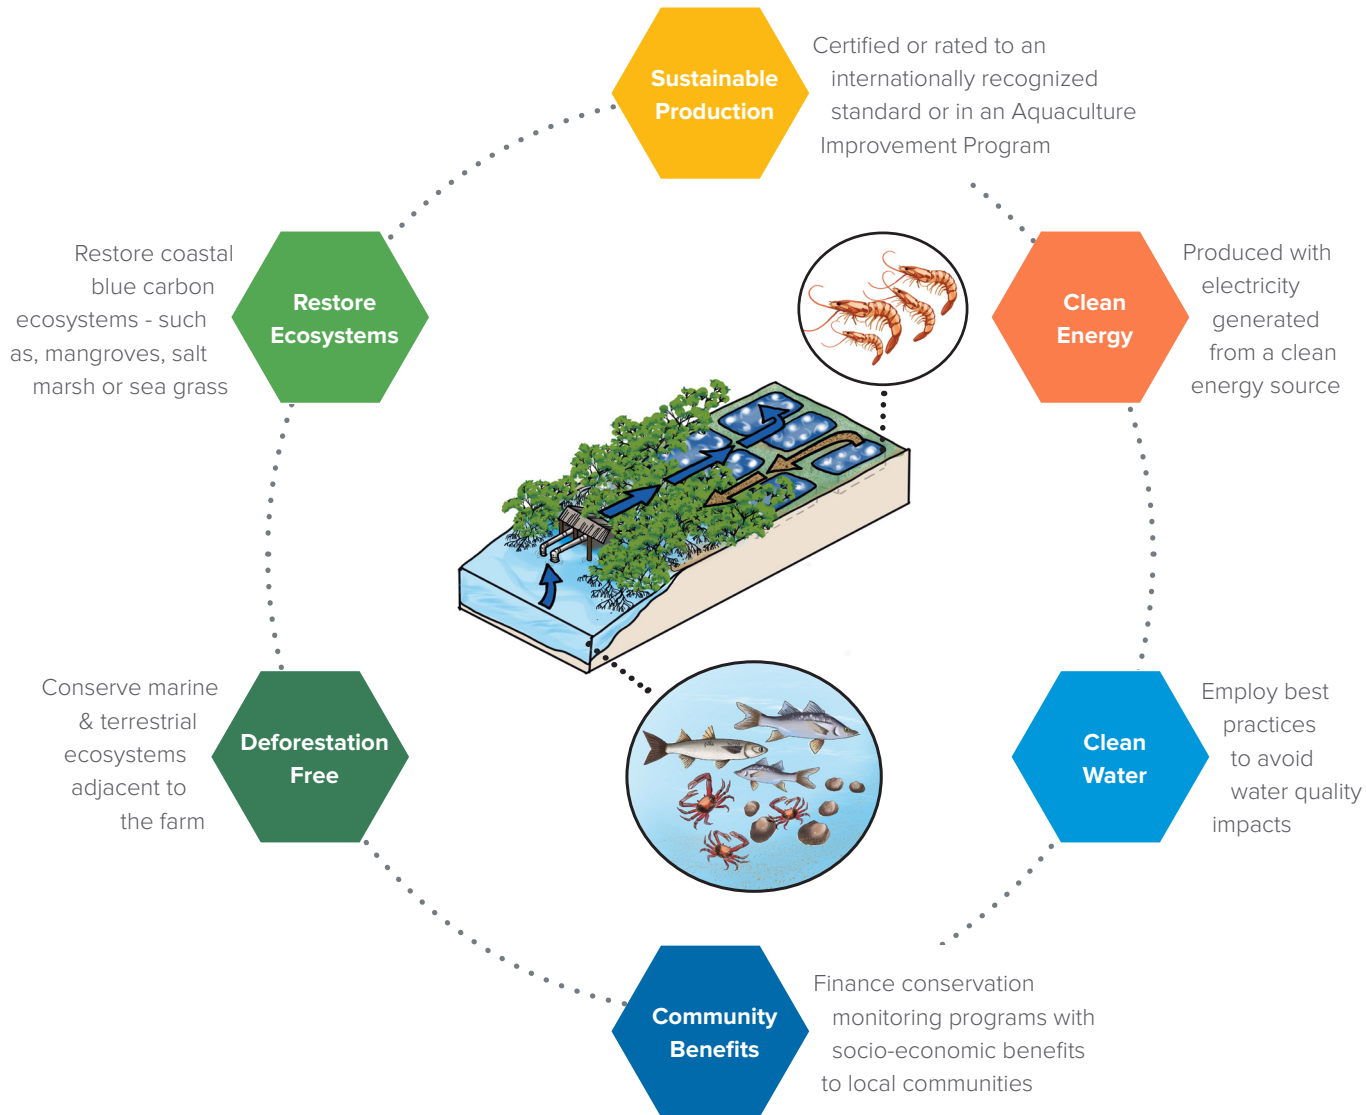 Sustainable
Production
Certified or rated to an
internationally recognized
standard or in an Aquaculture
Improvement Program
Clean
Energy
Produced with
electricity
generated
from a clean
energy source
Clean
Water
Employ best
practices
to avoid
water quality
impacts
Community
Benefits
Finance conservation
monitoring programs with
socio-economic benefits
to local communities
Deforestation
Free
Conserve marine
& terrestrial
ecosystems
adjacent to
the farm
Restore
Ecosystems
Restore coastal
blue carbon
ecosystems - such
as, mangroves, salt
marsh or sea grass